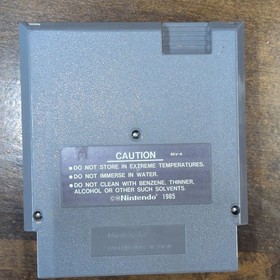 CAUTION REV-A
• DO NOT STORE IN EXTREME TEMPERATURES.
• DO NOT IMMERSE IN WATER.
• DO NOT CLEAN WITH BENZENE, THINNER,
ALCOHOL OR OTHER SUCH SOLVENTS.
©®Nintendo® 1985